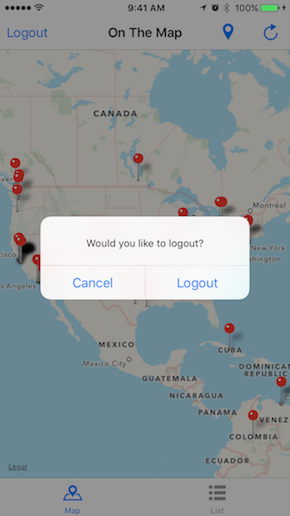 9:41 AM
100%
Logout
On The Map
CANADA
Montréal
Would you like to logout?
New York
Washington
Cancel
Logout
Los Angeles
MEXICO
Mexico City
CUBA
DOMINICAN
REPUBLIC
GUATEMALA
NICARAGUA
PANAMA
COLOMBIA
ECUADOR
Legal
Map
List